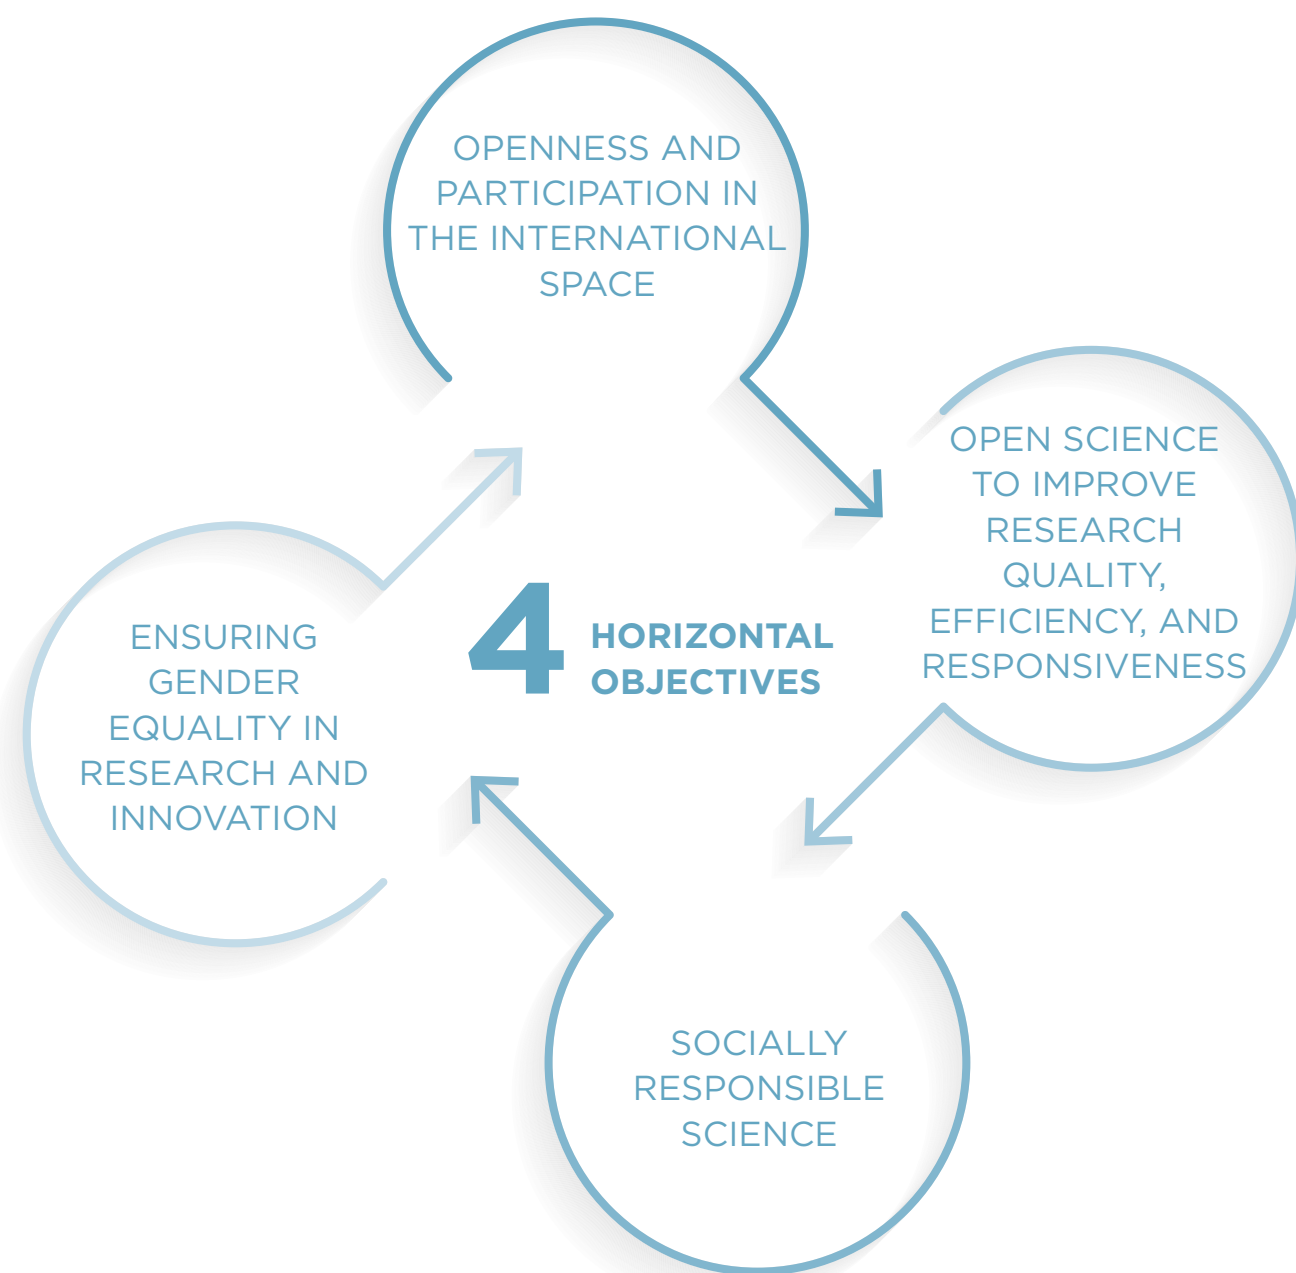 OPENNESS AND
PARTICIPATION IN
THE INTERNATIONAL
SPACE
OPEN SCIENCE
TO IMPROVE
RESEARCH
QUALITY,
EFFICIENCY, AND
RESPONSIVENESS
4 HORIZONTAL
OBJECTIVES
ENSURING
GENDER
EQUALITY IN
RESEARCH AND
INNOVATION
SOCIALLY
RESPONSIBLE
SCIENCE